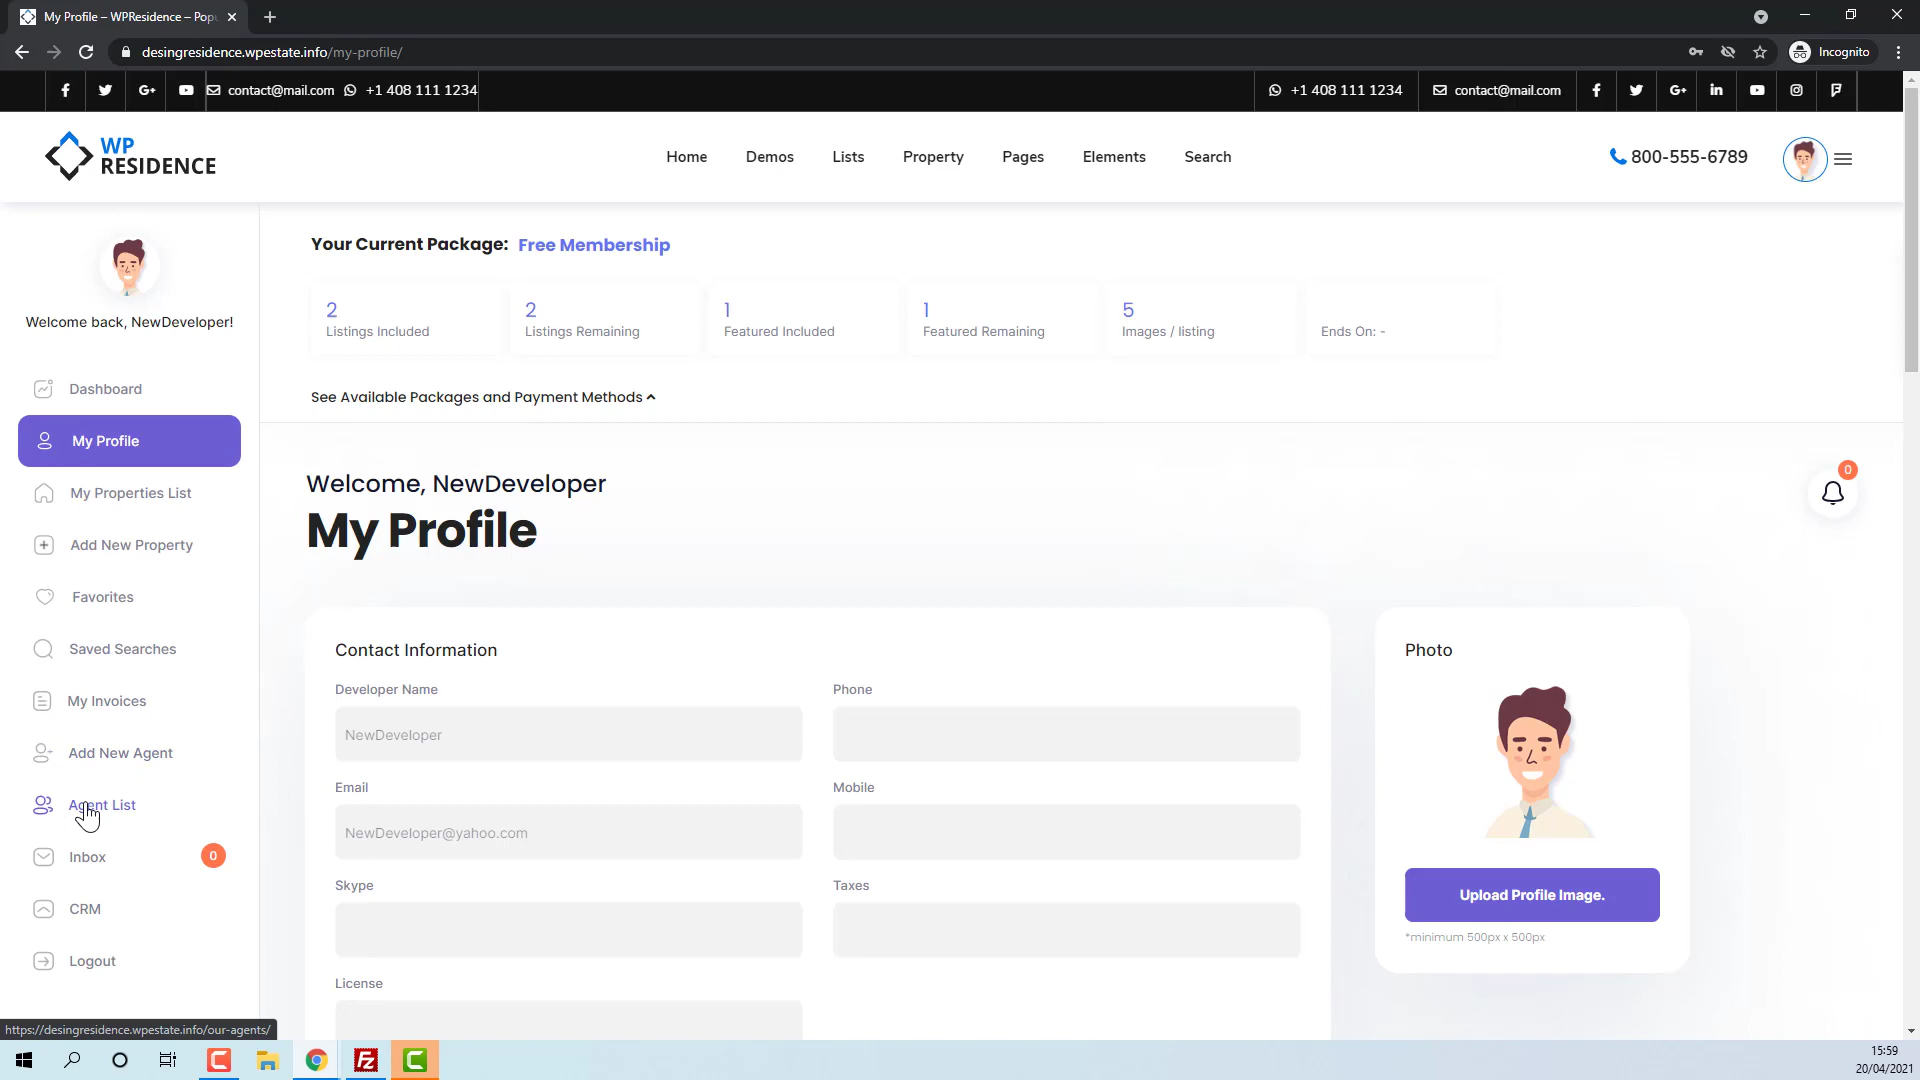 My Profile – WPResidence – Popu
desingresidence.wpestate.info/my-profile/
Incognito
contact@mail.com
+1 408 111 1234
+1 408 111 1234
contact@mail.com
WP
RESIDENCE
Home
Demos
Lists
Property
Pages
Elements
Search
800-555-6789
Welcome back, NewDeveloper!
Dashboard
My Profile
My Properties List
Add New Property
Favorites
Saved Searches
My Invoices
Add New Agent
Agent List
Inbox
0
CRM
Logout
Your Current Package: Free Membership
2
Listings Included
2
Listings Remaining
1
Featured Included
1
Featured Remaining
5
Images / listing
Ends On: -
See Available Packages and Payment Methods
Welcome, NewDeveloper
My Profile
0
Contact Information
Developer Name
NewDeveloper
Phone
Email
NewDeveloper@yahoo.com
Mobile
Skype
Taxes
License
Photo
Upload Profile Image.
*minimum 500px x 500px
https://desingresidence.wpestate.info/our-agents/
15:59
20/04/2021